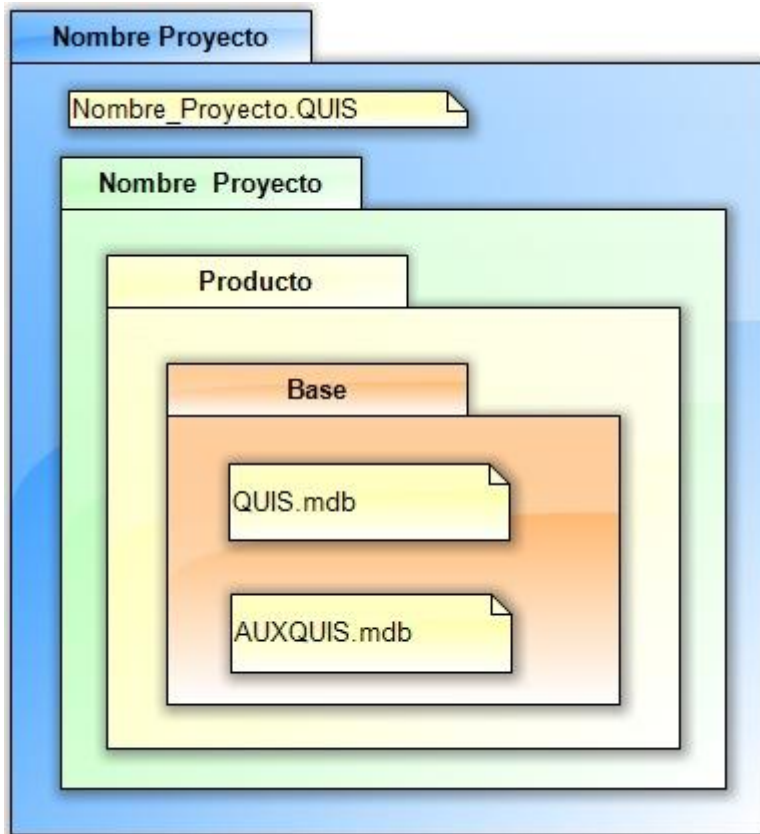 Nombre Proyecto
Nombre_Proyecto.QUIS
Nombre Proyecto
Producto
Base
QUIS.mdb
AUXQUIS.mdb